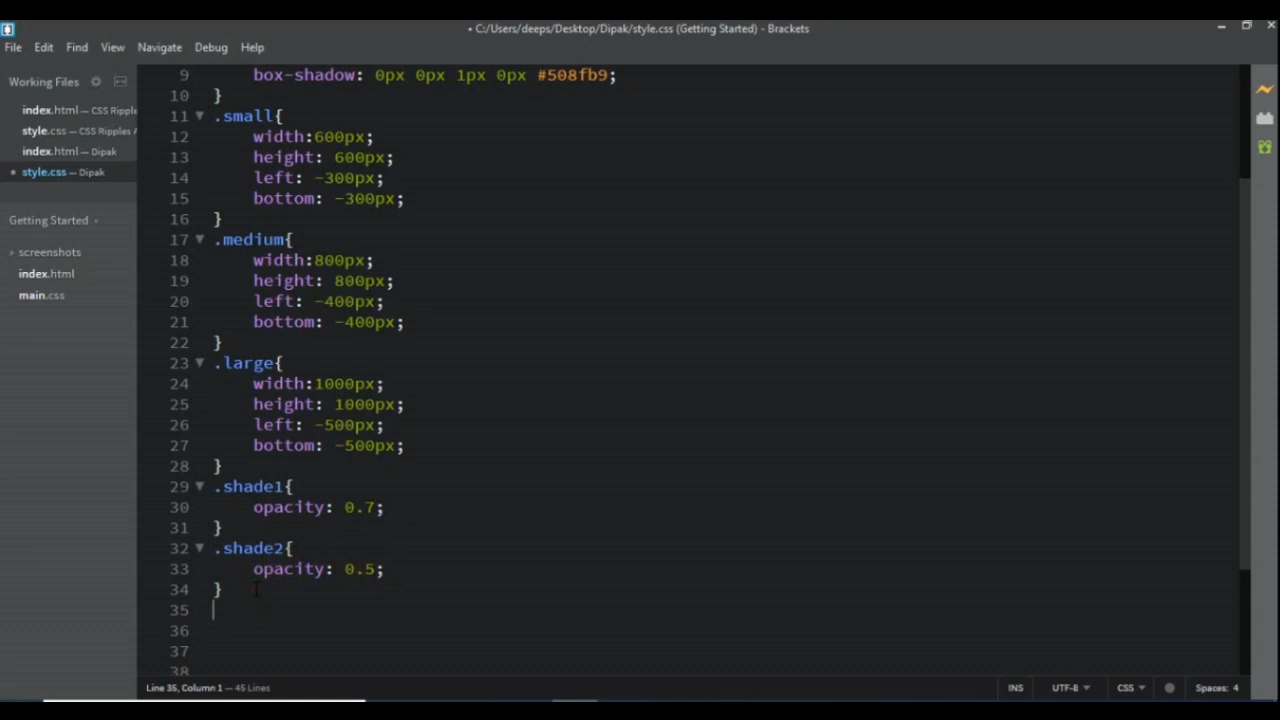 • C:/Users/deeps/Desktop/Dipak/style.css (Getting Started) - Brackets
File Edit Find View Navigate Debug Help
Working Files
index.html — CSS Ripple
style.css — CSS Ripples A
index.html — Dipak
• style.css — Dipak
Getting Started
screenshots
index.html
main.css
9 box-shadow: 0px 0px 1px 0px #508fb9;
10 }
11 .small{
12 width:600px;
13 height: 600px;
14 left: -300px;
15 bottom: -300px;
16 }
17 .medium{
18 width:800px;
19 height: 800px;
20 left: -400px;
21 bottom: -400px;
22 }
23 .large{
24 width:1000px;
25 height: 1000px;
26 left: -500px;
27 bottom: -500px;
28 }
29 .shade1{
30 opacity: 0.7;
31 }
32 .shade2{
33 opacity: 0.5;
34 }
35
36
37
38
Line 35, Column 1 — 45 Lines
INS UTF-8 CSS Spaces: 4